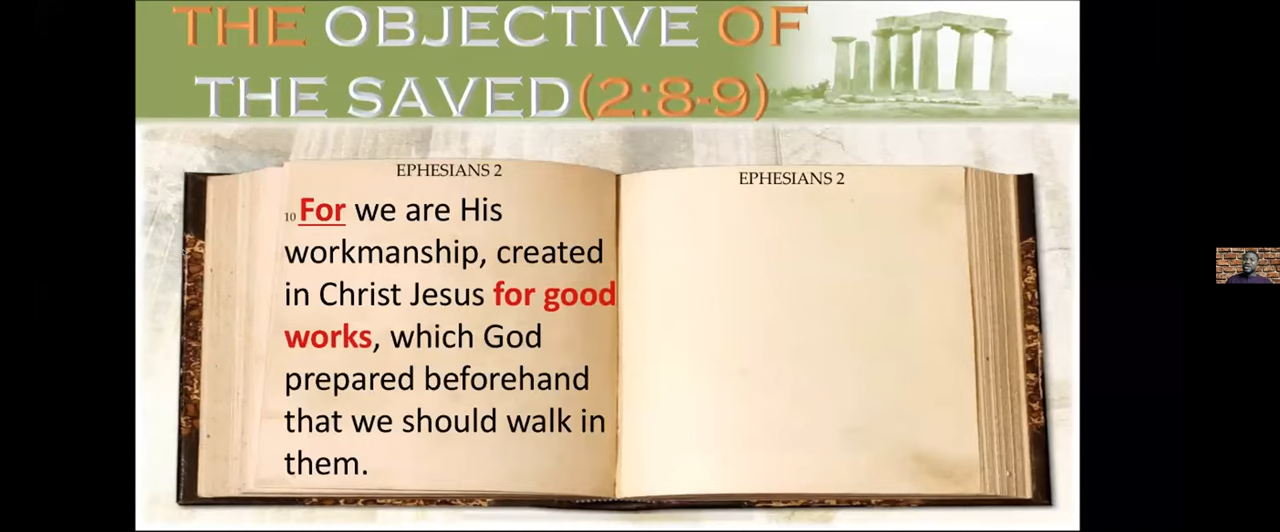 THE OBJECTIVE OF
THE SAVED(2:8-9)
EPHESIANS 2
10 For we are His
workmanship, created
in Christ Jesus for good
works, which God
prepared beforehand
that we should walk in
them.
EPHESIANS 2